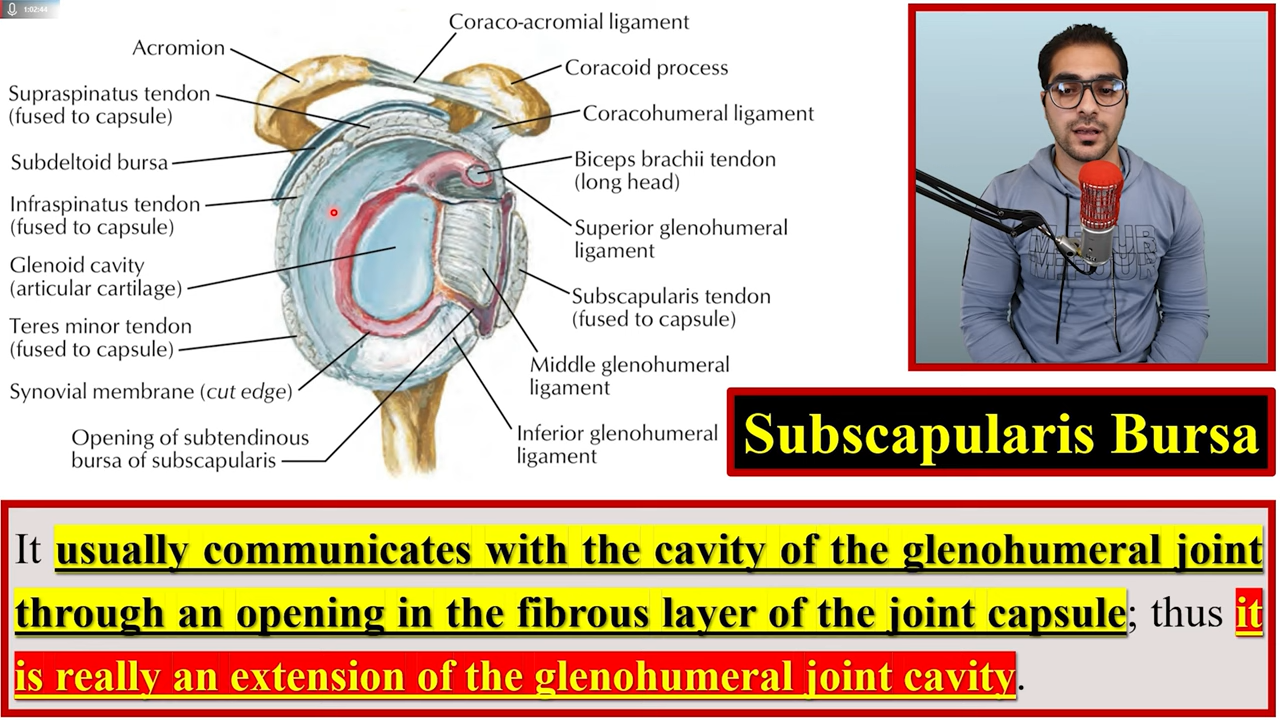 1:02:44
Coraco-acromial ligament
Acromion
Coracoid process
Supraspinatus tendon
(fused to capsule)
Coracohumeral ligament
Subdeltoid bursa
Biceps brachii tendon
(long head)
Infraspinatus tendon
(fused to capsule)
Superior glenohumeral
ligament
Glenoid cavity
(articular cartilage)
Subscapularis tendon
(fused to capsule)
Teres minor tendon
(fused to capsule)
Middle glenohumeral
ligament
Synovial membrane (cut edge)
Opening of subtendinous
bursa of subscapularis
Inferior glenohumeral
ligament
Subscapularis Bursa
It usually communicates with the cavity of the glenohumeral joint
through an opening in the fibrous layer of the joint capsule; thus it
is really an extension of the glenohumeral joint cavity.